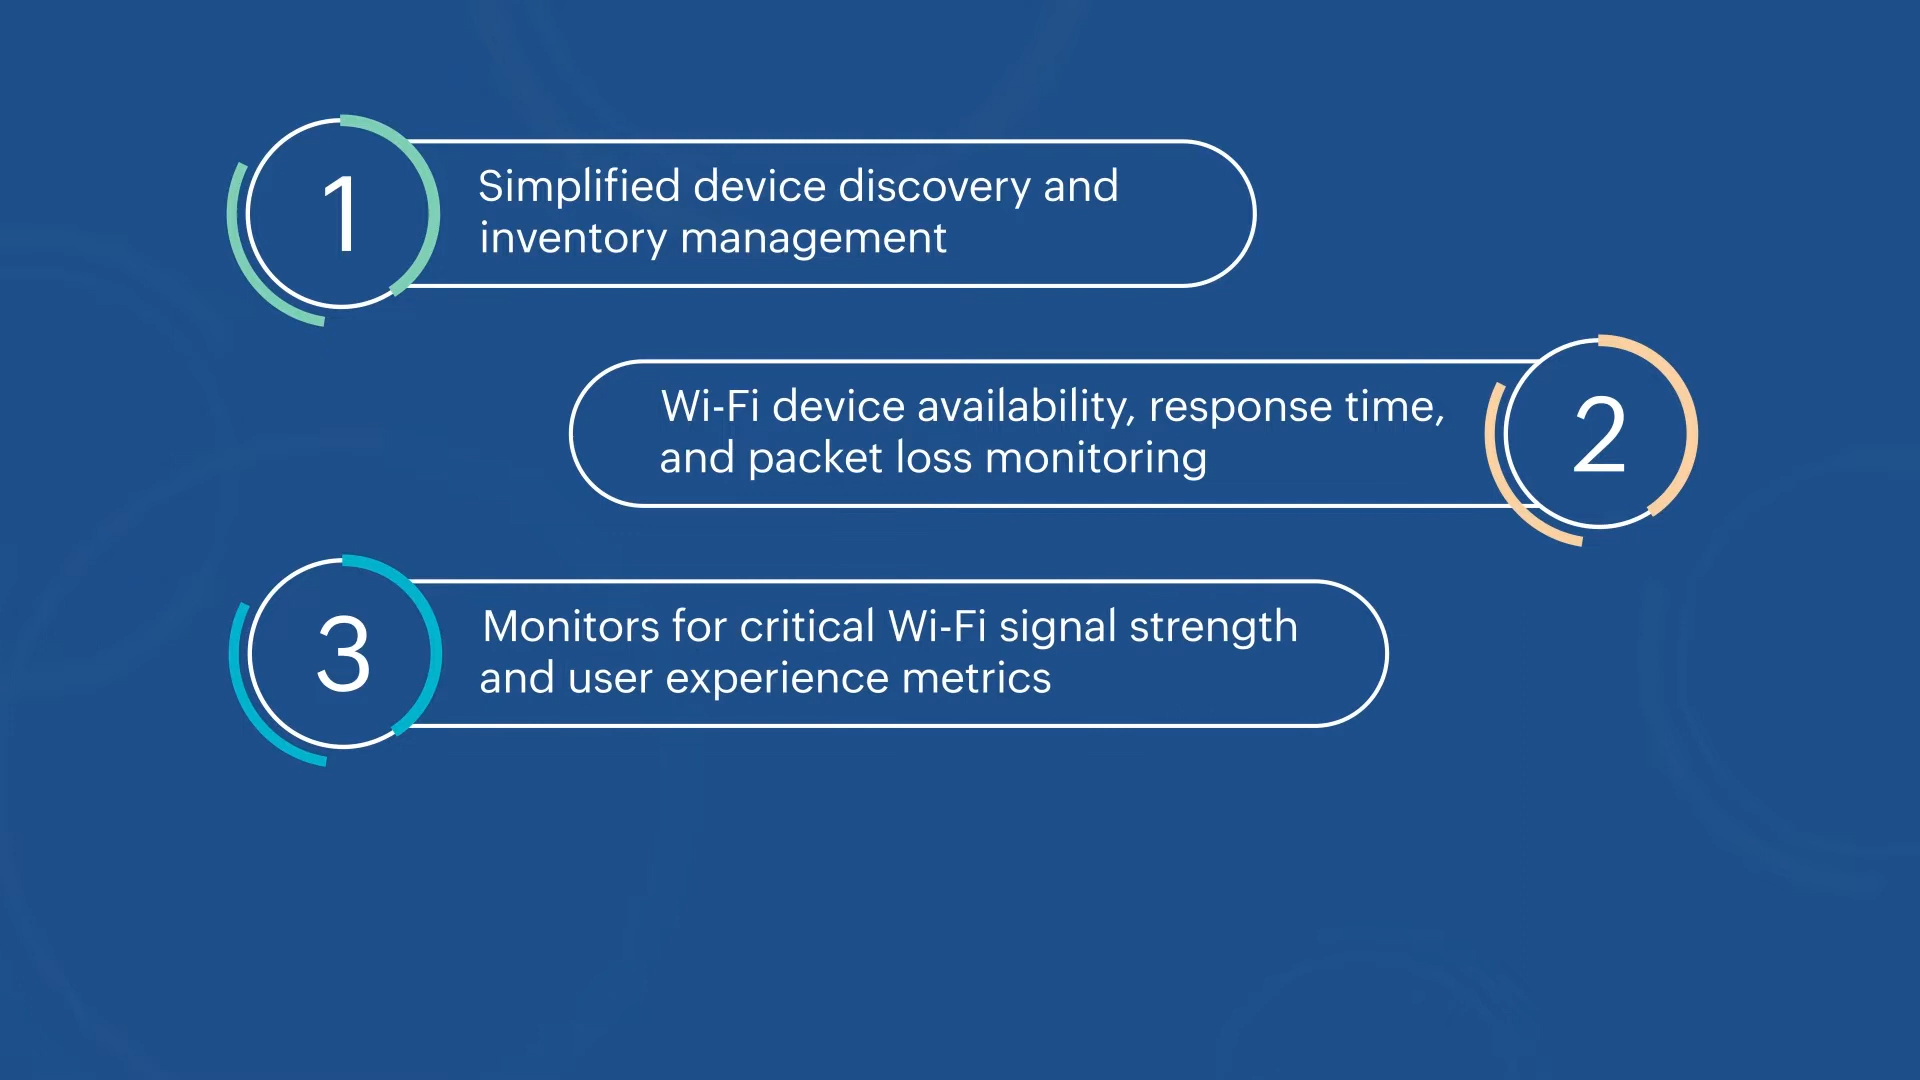 1
Simplified device discovery and
inventory management
Wi-Fi device availability, response time,
and packet loss monitoring
2
3
Monitors for critical Wi-Fi signal strength
and user experience metrics